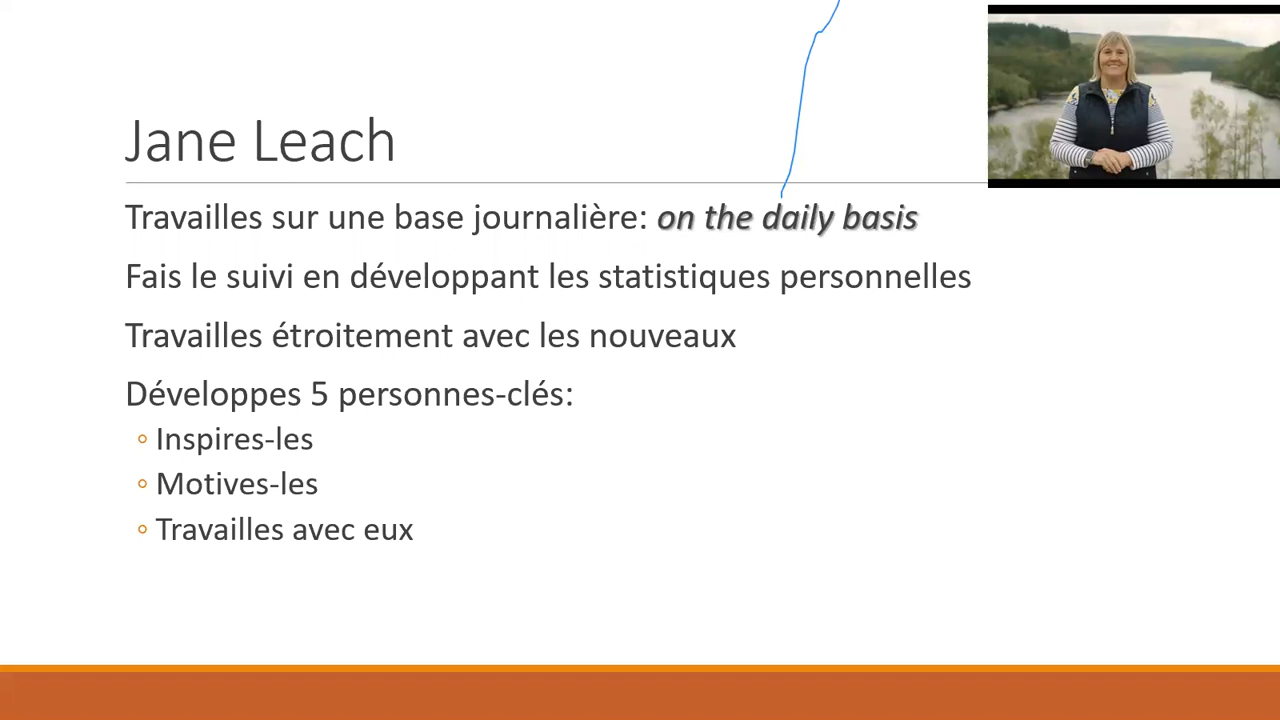 Jane Leach
Travailles sur une base journalière: on the daily basis
Fais le suivi en développant les statistiques personnelles
Travailles étroitement avec les nouveaux
Développes 5 personnes-clés:
◦ Inspires-les
◦ Motives-les
◦ Travailles avec eux